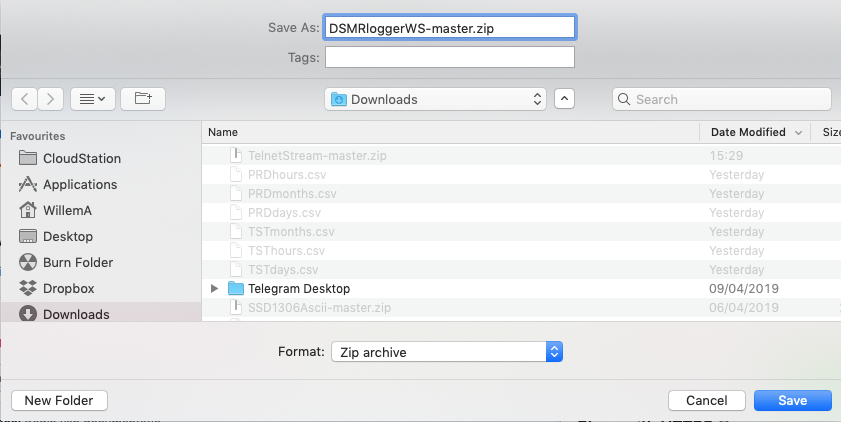 Save As: DSMRloggerWS-master.zip
Tags:
Downloads
Search
Favourites
CloudStation
Applications
WillemA
Desktop
Burn Folder
Dropbox
Downloads
Name Date Modified Siz
TelnetStream-master.zip 15:29
PRDhours.csv Yesterday
PRDmonths.csv Yesterday
PRDdays.csv Yesterday
TSTmonths.csv Yesterday
TSThours.csv Yesterday
TSTdays.csv Yesterday
Telegram Desktop 09/04/2019
SSD1306Ascii-master.zip 06/04/2019
Format: Zip archive
New Folder Cancel Save